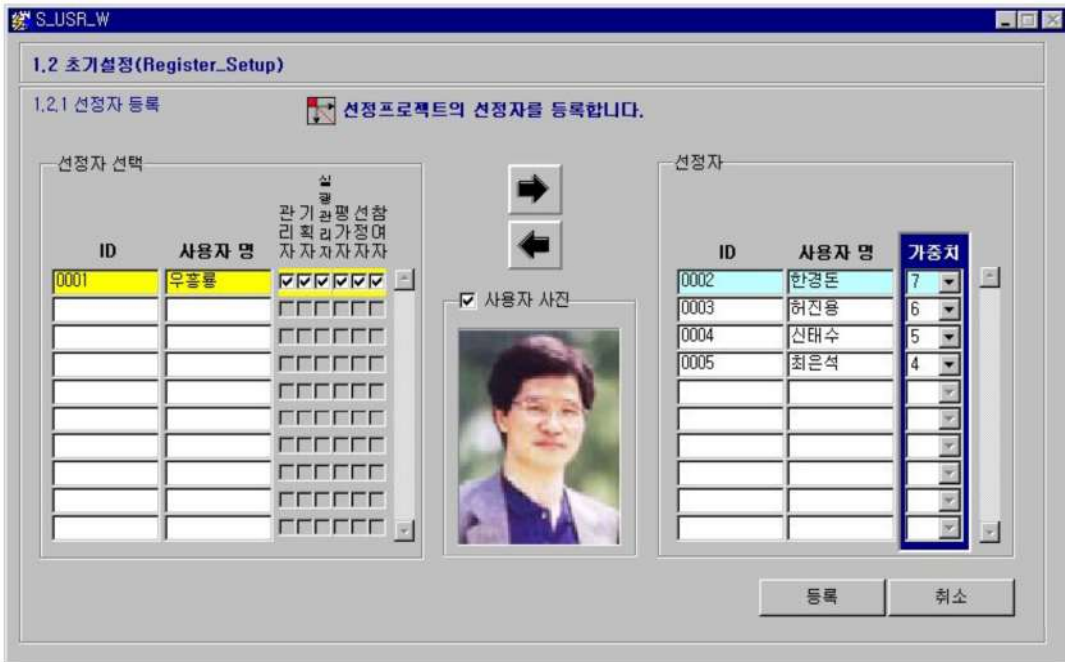 S_USR_W
1.2 초기설정(Register_Setup)
1.2.1 선정자 등록
선정프로젝트의 선정자를 등록합니다.
선정자 선택
ID
사용자 명
관리자
기획자
실행관리자
평가자
선정자
참여자
0001
우흥룡
사용자 사진
선정자
ID
사용자 명
가중치
0002 한경돈 7
0003 허진용 6
0004 신태수 5
0005 최은석 4
등록
취소